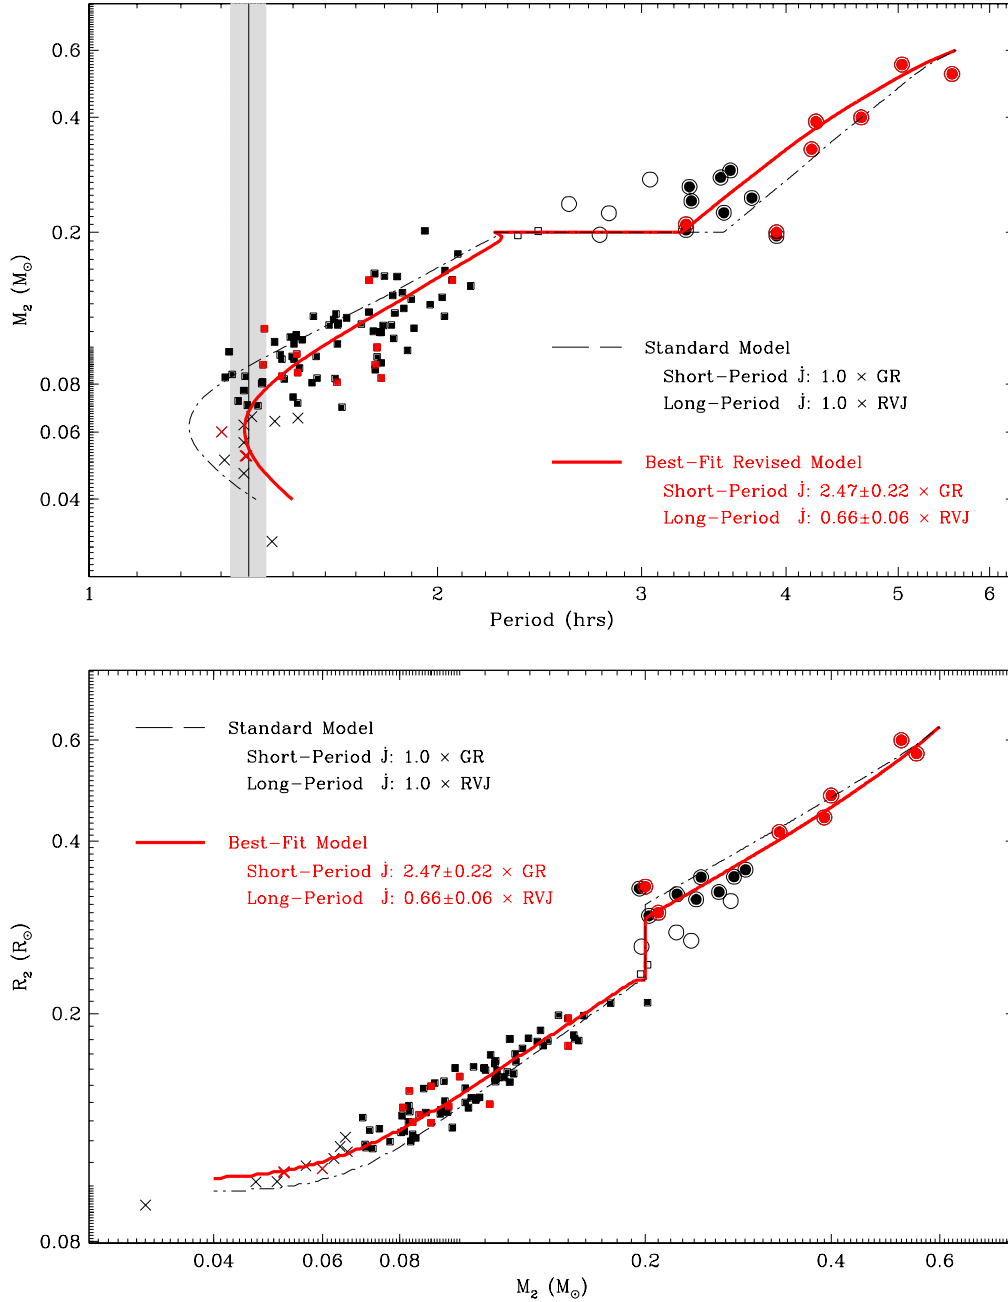 0.6
0.4
0.2
0.08
0.06
0.04
M₂ (M☉)
Standard Model
Short-Period J̇: 1.0 × GR
Long-Period J̇: 1.0 × RVJ
Best-Fit Revised Model
Short-Period J̇: 2.47±0.22 × GR
Long-Period J̇: 0.66±0.06 × RVJ
1 2 3 4 5 6
Period (hrs)
0.6
0.4
0.2
0.08
R₂ (R☉)
Standard Model
Short-Period J̇: 1.0 × GR
Long-Period J̇: 1.0 × RVJ
Best-Fit Model
Short-Period J̇: 2.47±0.22 × GR
Long-Period J̇: 0.66±0.06 × RVJ
0.04 0.06 0.08 0.2 0.4 0.6
M₂ (M☉)